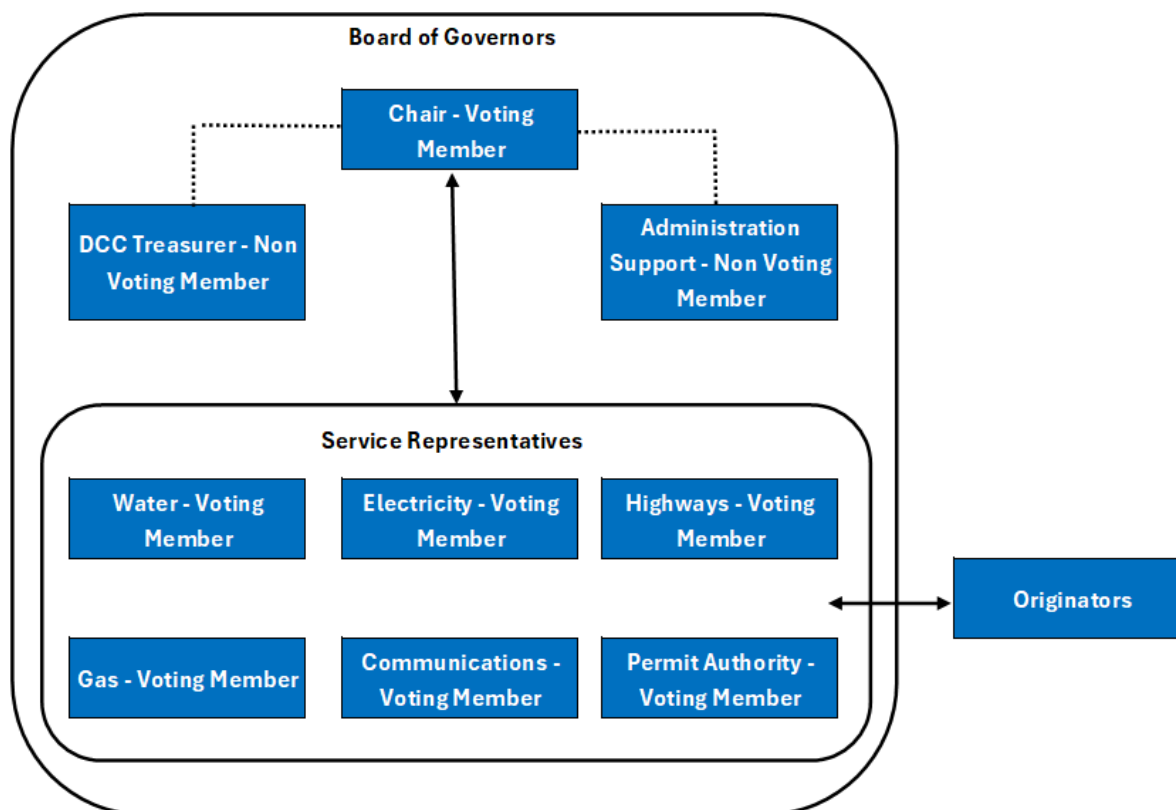 Board of Governors
Chair - Voting
Member
DCC Treasurer - Non
Voting Member
Administration
Support - Non Voting
Member
Service Representatives
Water - Voting
Member
Electricity - Voting
Member
Highways - Voting
Member
Originators
Gas - Voting Member
Communications -
Voting Member
Permit Authority -
Voting Member